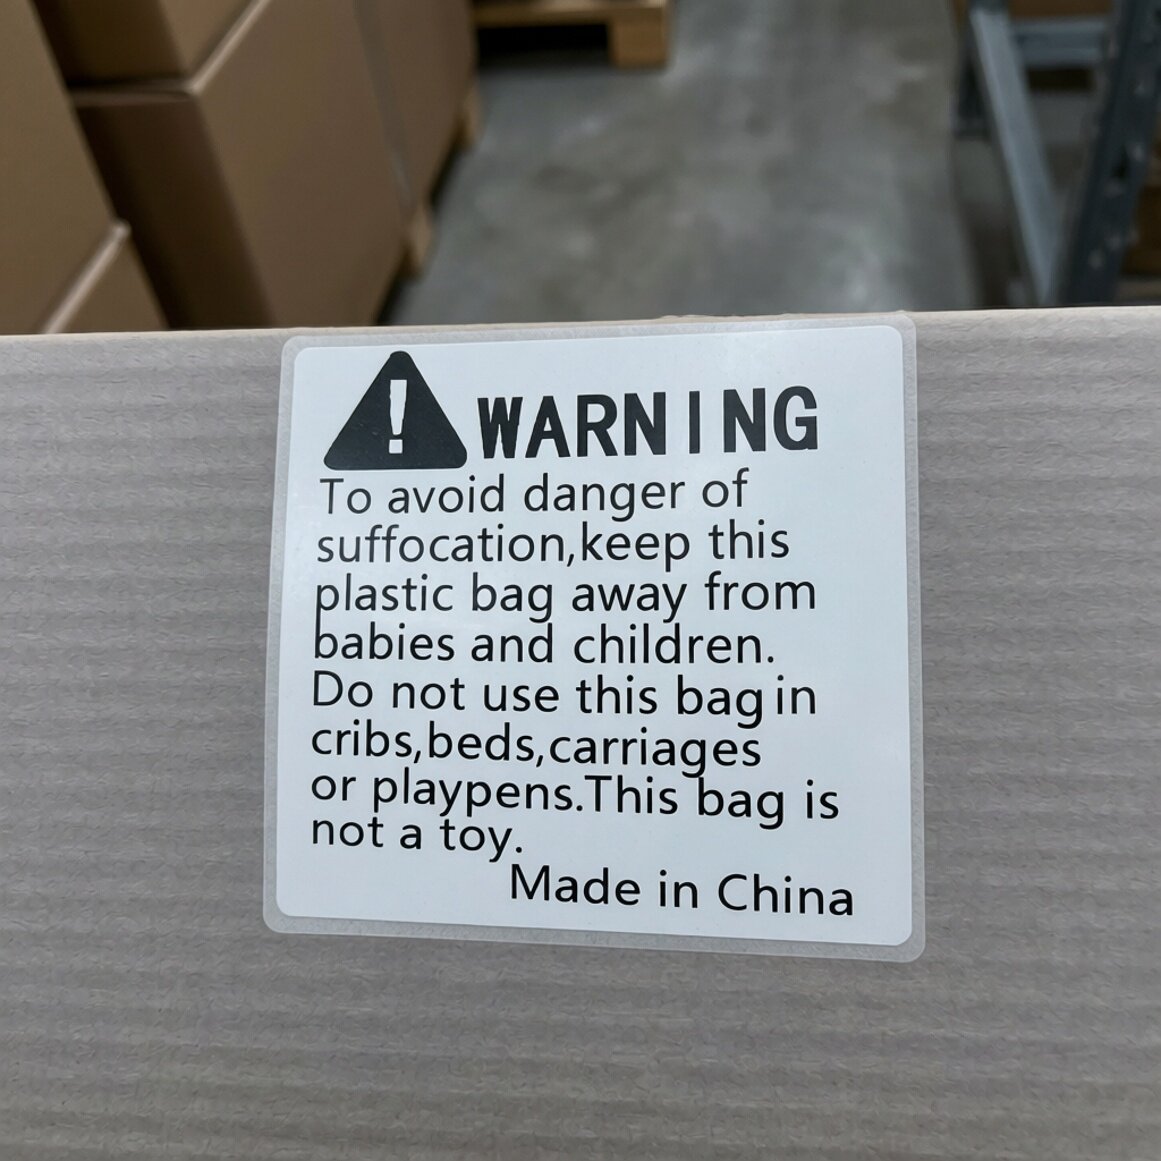 WARNING
To avoid danger of
suffocation,keep this
plastic bag away from
babies and children.
Do not use this bag in
cribs,beds,carriages
or playpens.This bag is
not a toy.
Made in China